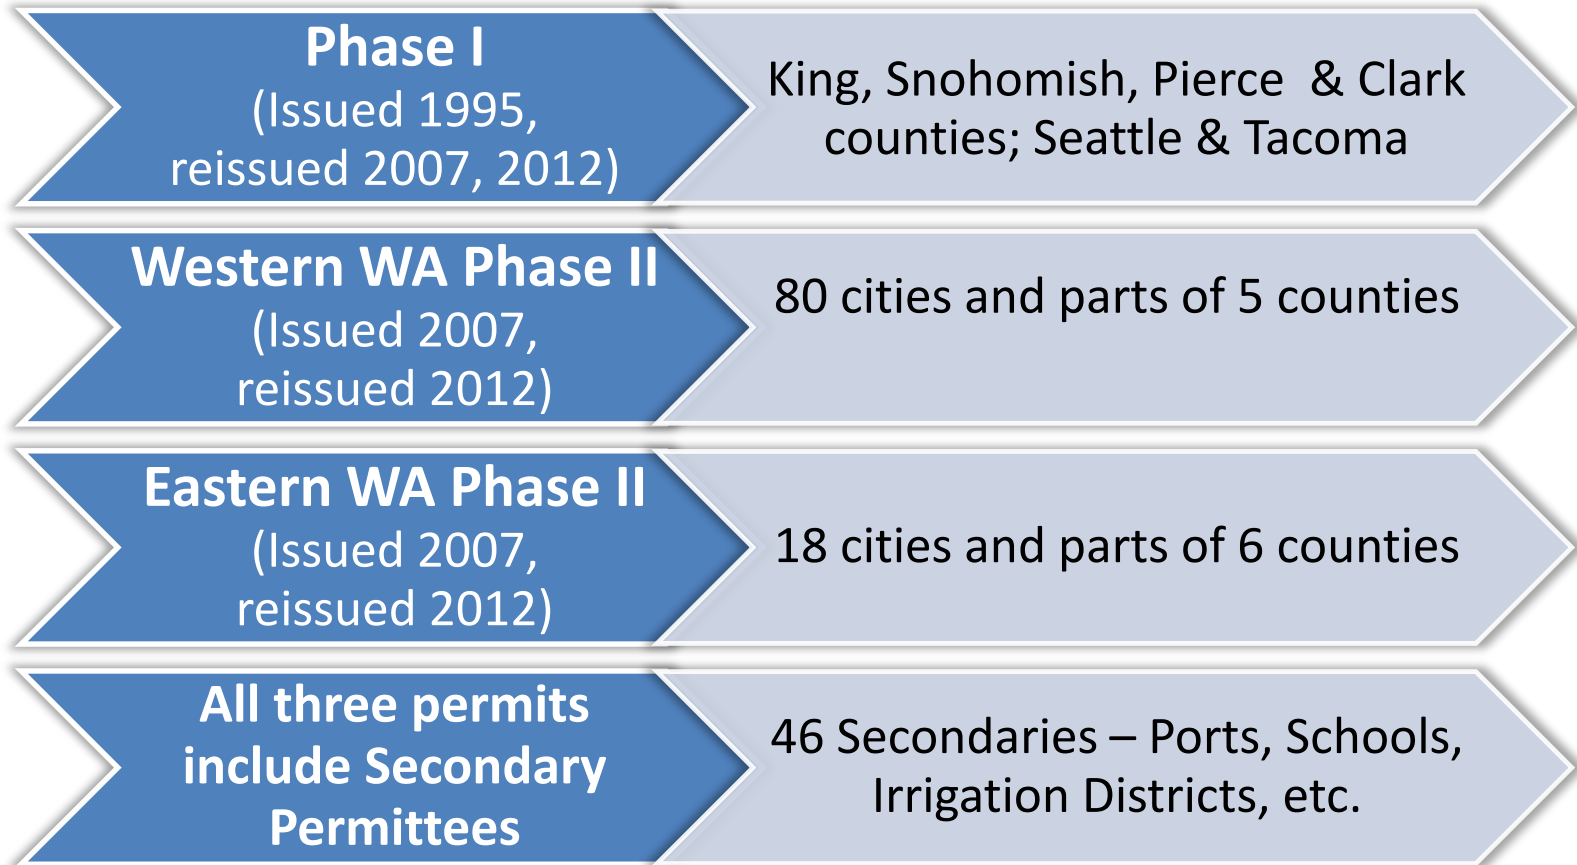 Phase I
(Issued 1995,
reissued 2007, 2012)
King, Snohomish, Pierce & Clark
counties; Seattle & Tacoma
Western WA Phase II
(Issued 2007,
reissued 2012)
80 cities and parts of 5 counties
Eastern WA Phase II
(Issued 2007,
reissued 2012)
18 cities and parts of 6 counties
All three permits
include Secondary
Permittees
46 Secondaries – Ports, Schools,
Irrigation Districts, etc.